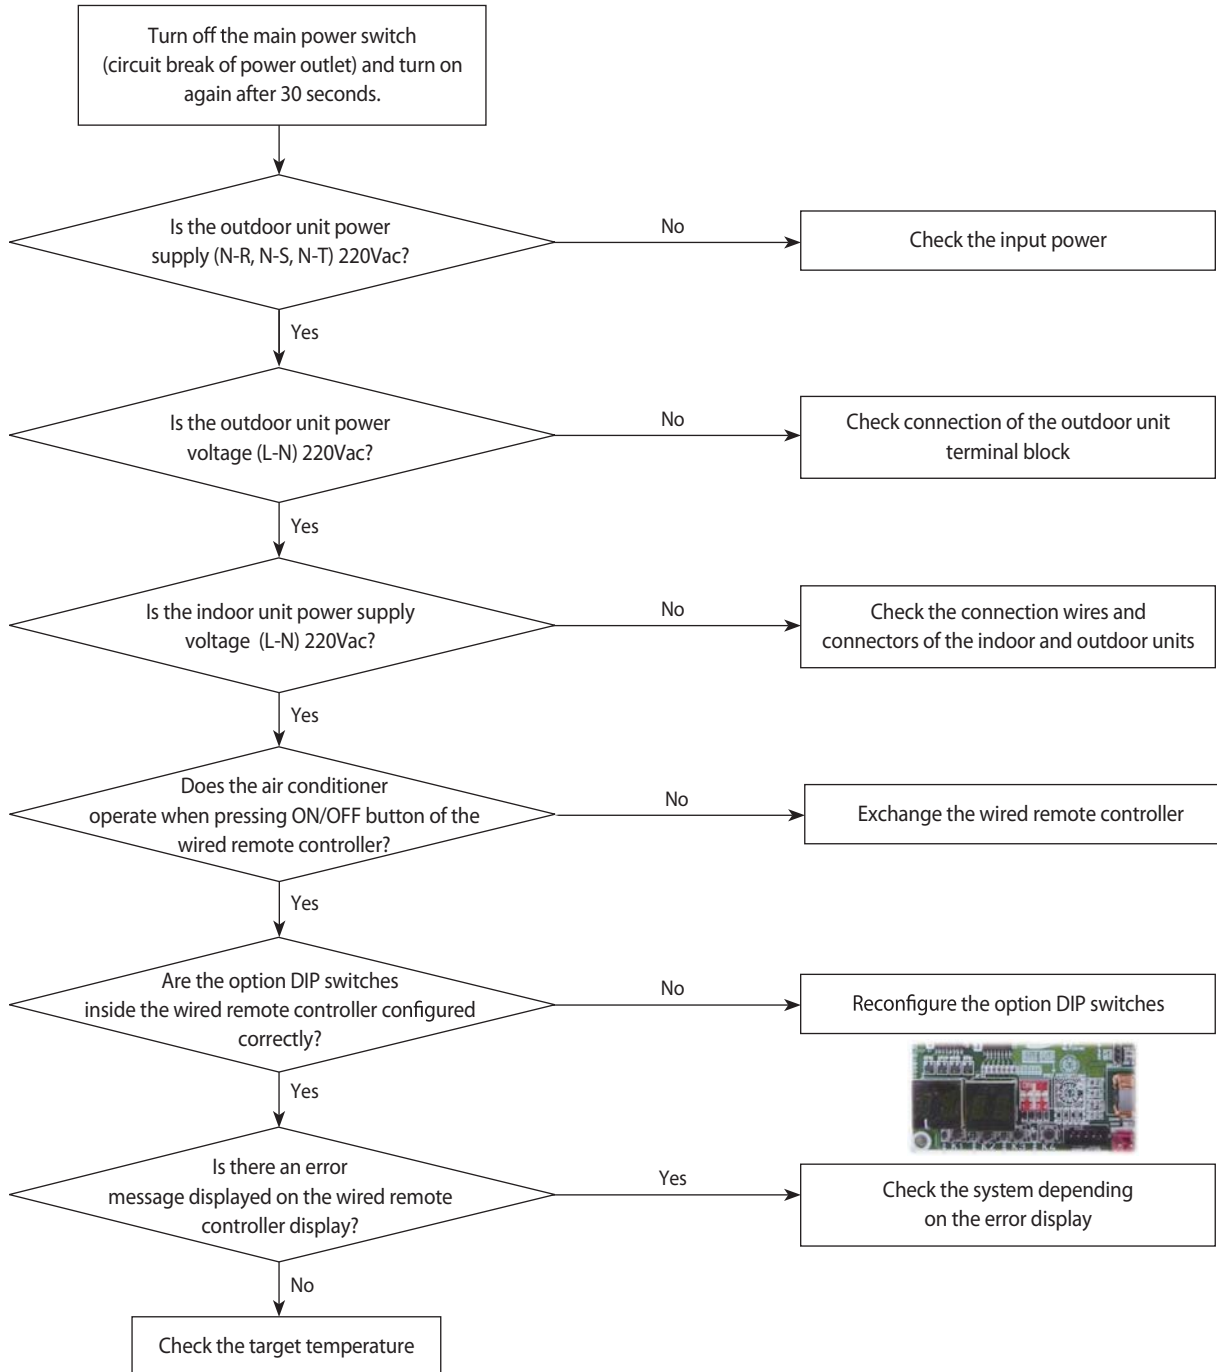 Turn off the main power switch
(circuit break of power outlet) and turn on
again after 30 seconds.
Is the outdoor unit power
supply (N-R, N-S, N-T) 220Vac?
No
Check the input power
Yes
Is the outdoor unit power
voltage (L-N) 220Vac?
No
Check connection of the outdoor unit
terminal block
Yes
Is the indoor unit power supply
voltage (L-N) 220Vac?
No
Check the connection wires and
connectors of the indoor and outdoor units
Yes
Does the air conditioner
operate when pressing ON/OFF button of the
wired remote controller?
No
Exchange the wired remote controller
Yes
Are the option DIP switches
inside the wired remote controller configured
correctly?
No
Reconfigure the option DIP switches
Yes
Is there an error
message displayed on the wired remote
controller display?
Yes
Check the system depending
on the error display
No
Check the target temperature